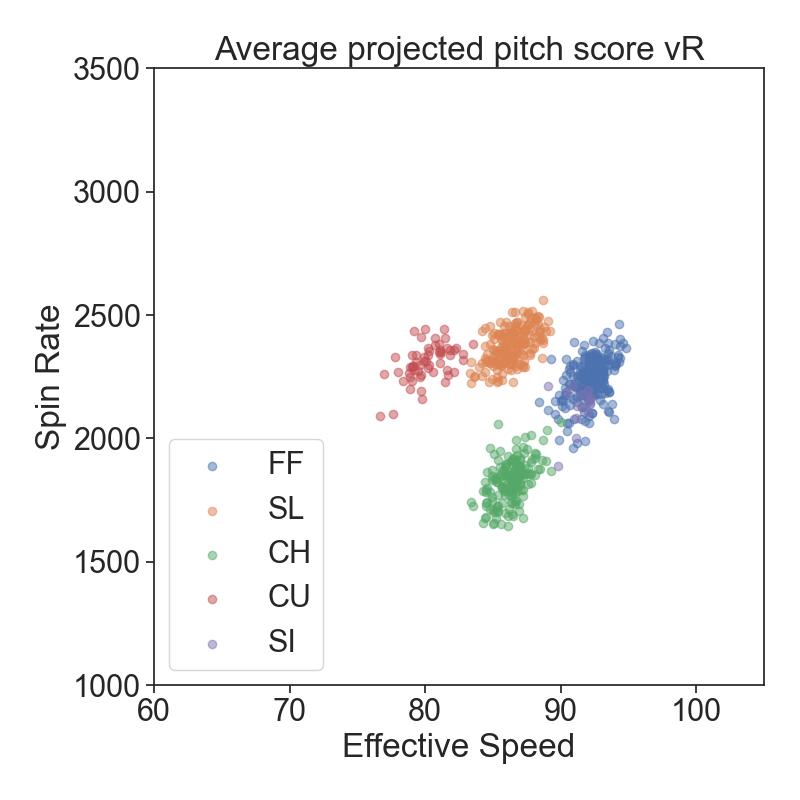 Average projected pitch score vR
3500
3000
2500
2000
1500
1000
Spin Rate
FF
SL
CH
CU
SI
60 70 80 90 100
Effective Speed